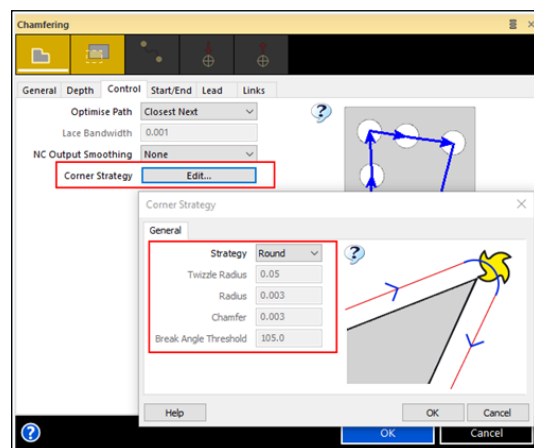 Chamfering
General Depth Control Start/End Lead Links
Optimise Path Closest Next
Lace Bandwidth 0.001
NC Output Smoothing None
Corner Strategy Edit...
Corner Strategy
General
Strategy Round
Twizzle Radius 0.05
Radius 0.003
Chamfer 0.003
Break Angle Threshold 105.0
Help OK Cancel
OK Cancel